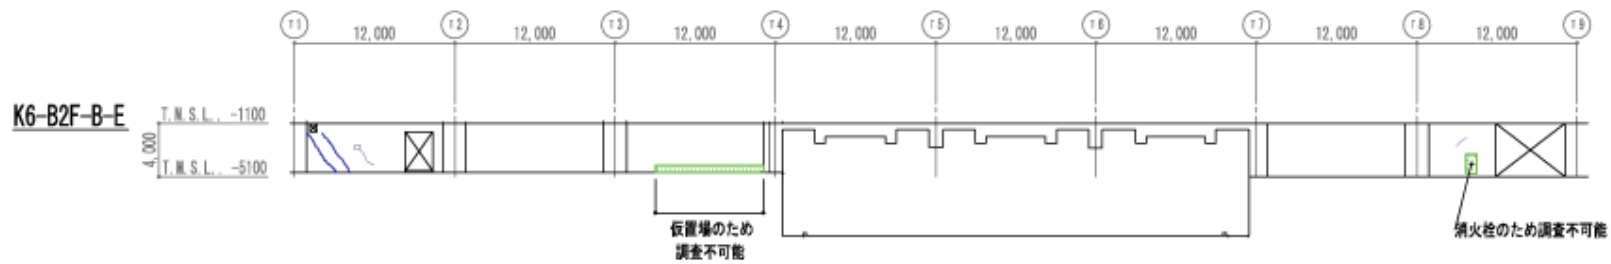 T1 T2 T3 T4 T5 T6 T7 T8 T9
12,000 12,000 12,000 12,000 12,000 12,000 12,000 12,000
K6-B2F-B-E
T.M.S.L.. -1100
4,000
T.M.S.L.. -5100
仮置場のため
調査不可能
消火栓のため調査不可能